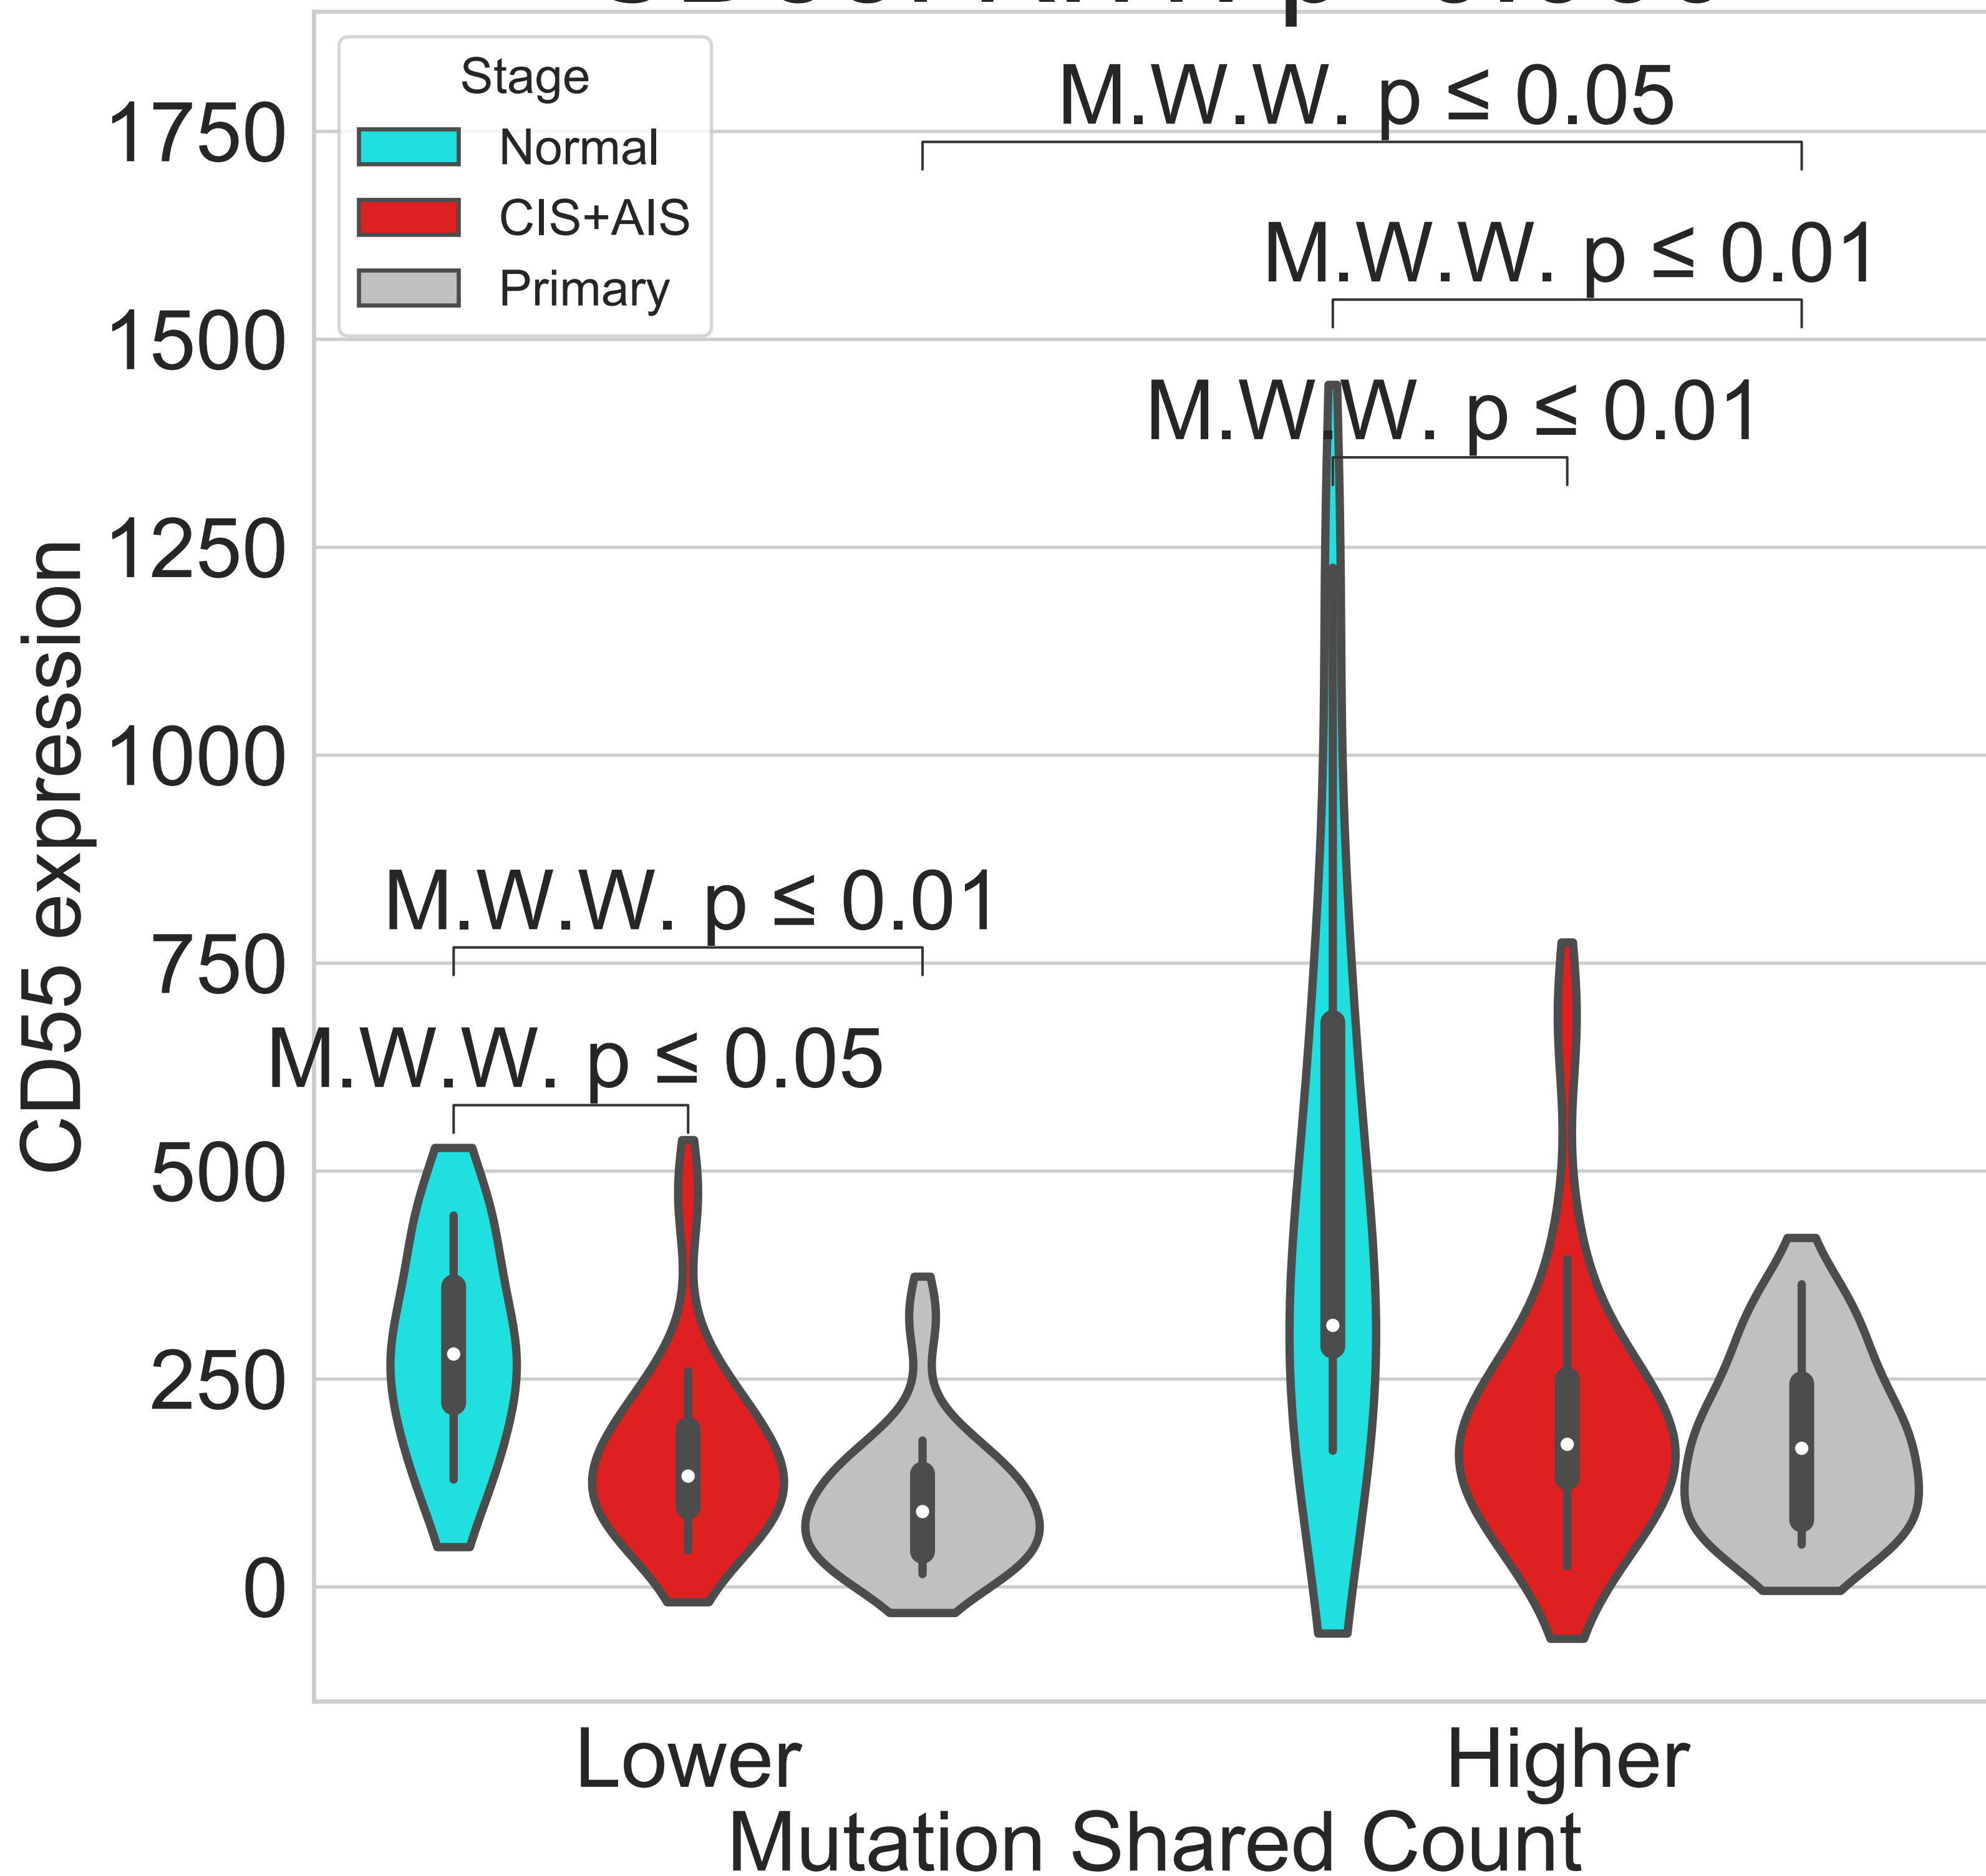 Stage
Normal
CIS+AIS
Primary
M.W.W. p ≤ 0.05
M.W.W. p ≤ 0.01
M.W.W. p ≤ 0.01
M.W.W. p ≤ 0.01
M.W.W. p ≤ 0.05
1750
1500
1250
1000
750
500
250
0
CD55 expression
Lower
Higher
Mutation Shared Count